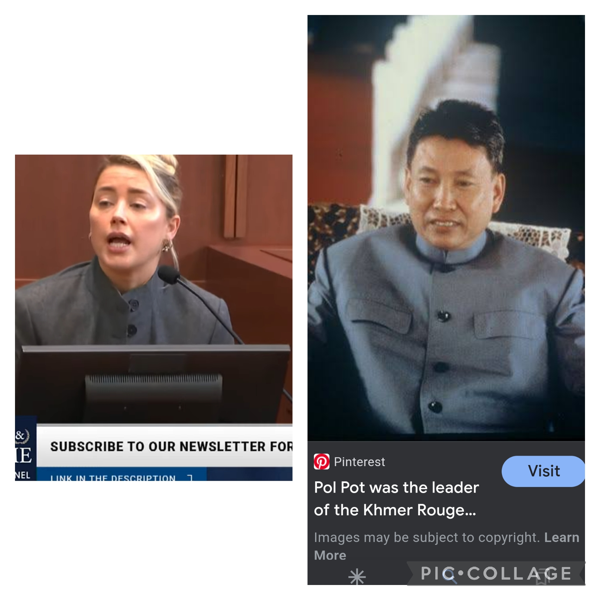 &
IE
NEL
SUBSCRIBE TO OUR NEWSLETTER FOR
LINK IN THE DESCRIPTION
Pinterest
Pol Pot was the leader
of the Khmer Rouge...
Visit
Images may be subject to copyright. Learn
More
PIC•COLLAGE